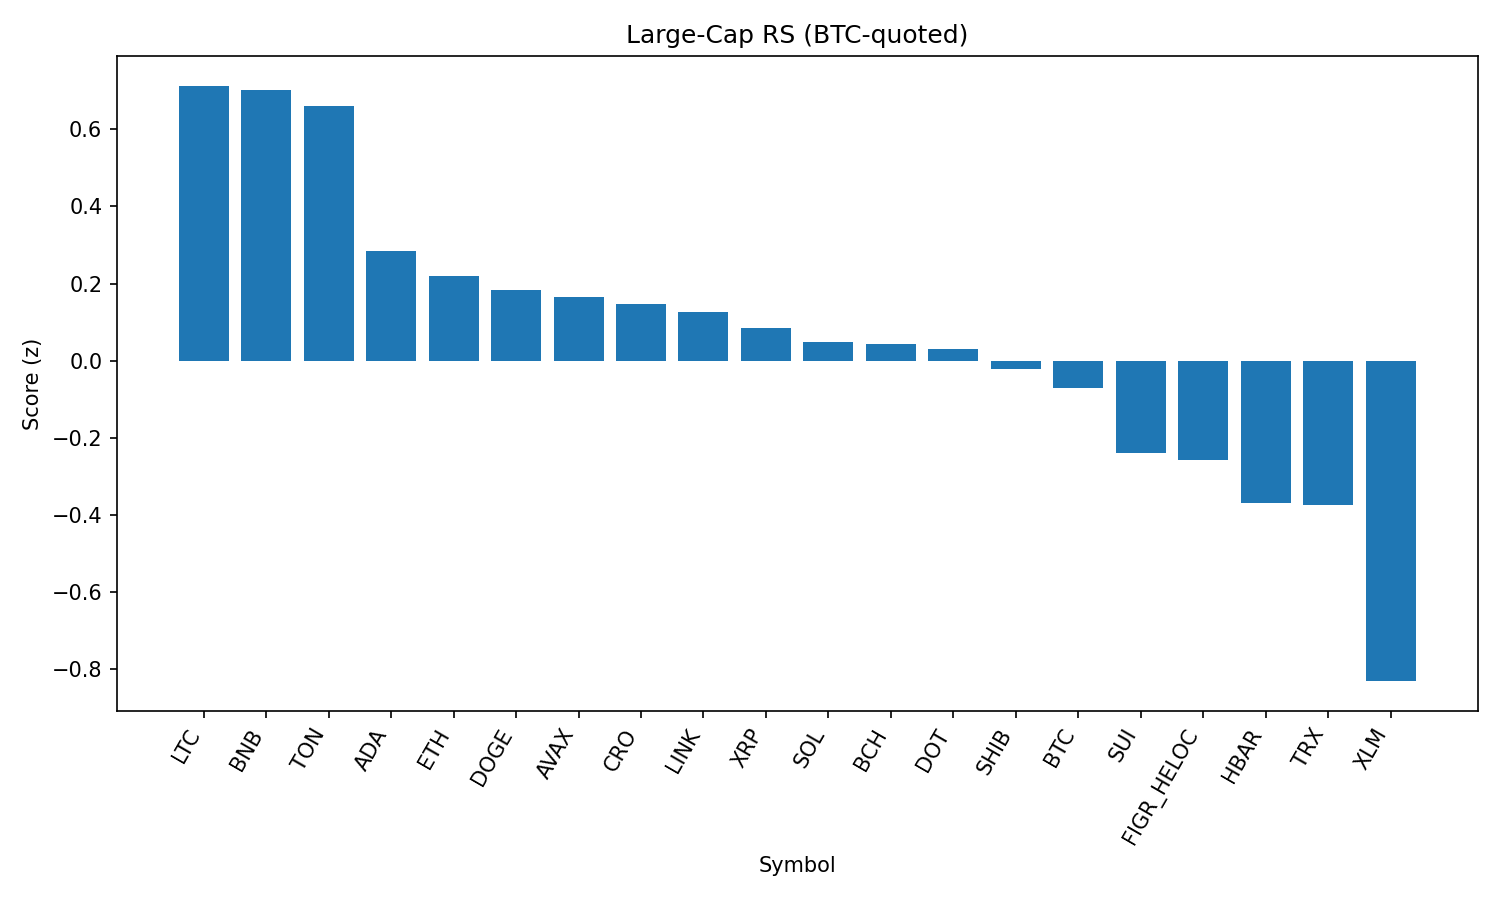 Large-Cap RS (BTC-quoted)
Score (z)
0.6
0.4
0.2
0.0
−0.2
−0.4
−0.6
−0.8
LTC
BNB
TON
ADA
ETH
DOGE
AVAX
CRO
LINK
XRP
SOL
BCH
DOT
SHIB
BTC
SUI
FIGR_HELOC
HBAR
TRX
XLM
Symbol